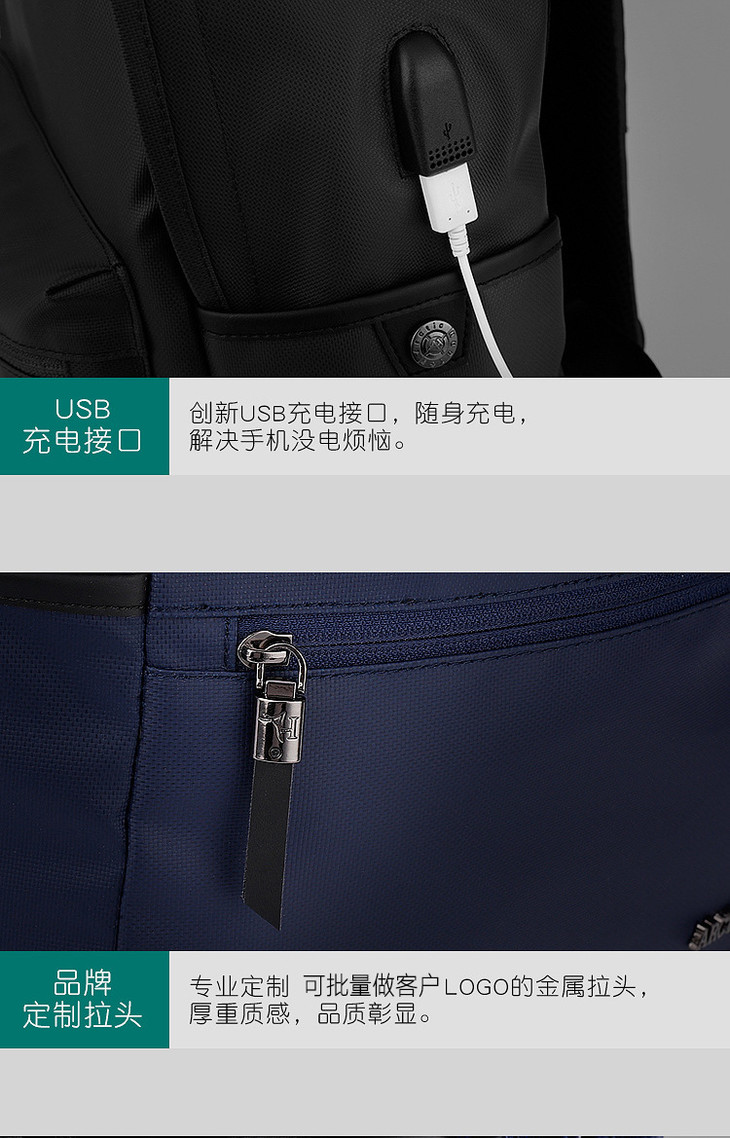 USB
充电接口
创新USB充电接口，随身充电，
解决手机没电烦恼。
H
品牌
定制拉头
专业定制 可批量做客户LOGO的金属拉头，
厚重质感，品质彰显。